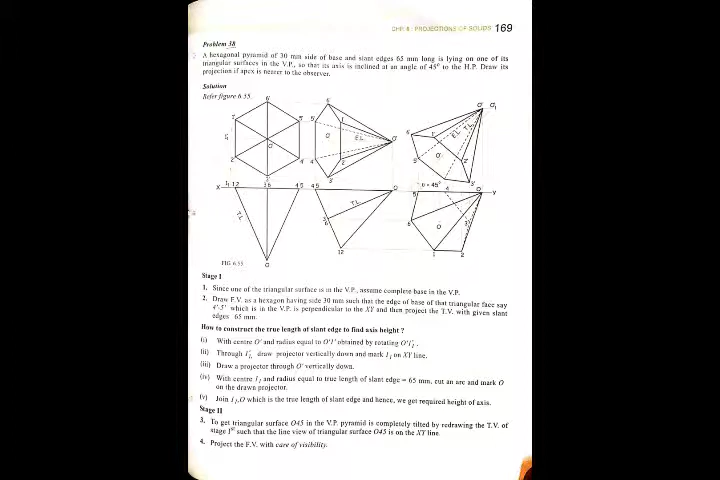 CHP. 6 : PROJECTIONS OF SOLIDS 169
Problem 38
A hexagonal pyramid of 30 mm side of base and slant edges 65 mm long is lying on one of its
triangular surfaces in the V.P., so that its axis is inclined at an angle of 45° to the H.P. Draw its
projection if apex is nearer to the observer.
Solution
Refer figure 6.55.
FIG 6.55
Stage I
1. Since one of the triangular surface is in the V.P., assume complete base in the V.P.
2. Draw F.V. as a hexagon having side 30 mm such that the edge of base of that triangular face say
4'-5' which is in the V.P. is perpendicular to the XY and then project the T.V. with given slant
edges 65 mm.
How to construct the true length of slant edge to find axis height ?
(i) With centre O' and radius equal to O'1' obtained by rotating O'1'₁.
(ii) Through 1'₁, draw projector vertically down and mark 1₁ on XY line.
(iii) Draw a projector through O' vertically down.
(iv) With centre 1₁ and radius equal to true length of slant edge = 65 mm, cut an arc and mark O
on the drawn projector.
(v) Join 1₁O which is the true length of slant edge and hence, we get required height of axis.
Stage II
3. To get triangular surface O45 in the V.P. pyramid is completely tilted by redrawing the T.V. of
stage Iˢᵗ such that the line view of triangular surface O45 is on the XY line.
4. Project the F.V. with care of visibility.